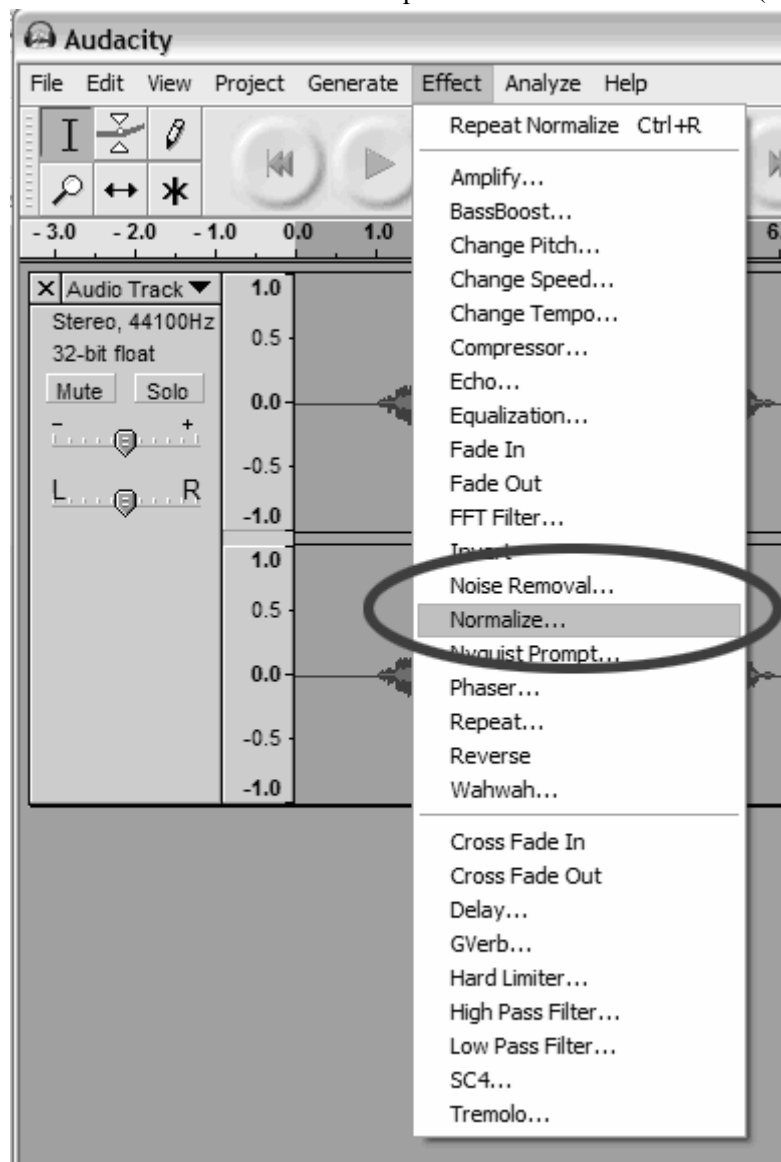 Audacity
File Edit View Project Generate Effect Analyze Help
Repeat Normalize Ctrl+R
Amplify...
BassBoost...
Change Pitch...
Change Speed...
Change Tempo...
Compressor...
Echo...
Equalization...
Fade In
Fade Out
FFT Filter...
Invert
Noise Removal...
Normalize...
Nyquist Prompt...
Phaser...
Repeat...
Reverse
Wahwah...
Cross Fade In
Cross Fade Out
Delay...
GVerb...
Hard Limiter...
High Pass Filter...
Low Pass Filter...
SC4...
Tremolo...
- 3.0 - 2.0 - 1.0 0.0 1.0 6
X Audio Track
Stereo, 44100Hz
32-bit float
Mute Solo
- +
L R
1.0
0.5
0.0
-0.5
-1.0
1.0
0.5
0.0
-0.5
-1.0